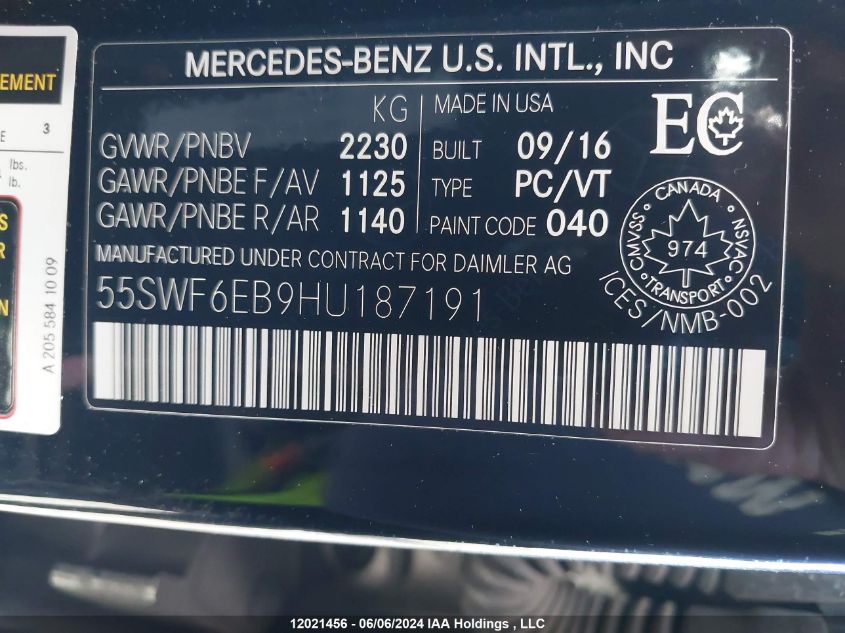 EMENT
E 3
lbs.
lb.
S
R
N
A 205 584 10 09
MERCEDES-BENZ U.S. INTL., INC
KG MADE IN USA
GVWR/PNBV 2230 BUILT 09/16
GAWR/PNBE F/AV 1125 TYPE PC/VT
GAWR/PNBE R/AR 1140 PAINT CODE 040
EC
MANUFACTURED UNDER CONTRACT FOR DAIMLER AG
55SWF6EB9HU187191
CANADA
CMVSS
974
NSVAC
TRANSPORT
ICES/NMB-002
12021456 - 06/06/2024 IAA Holdings , LLC